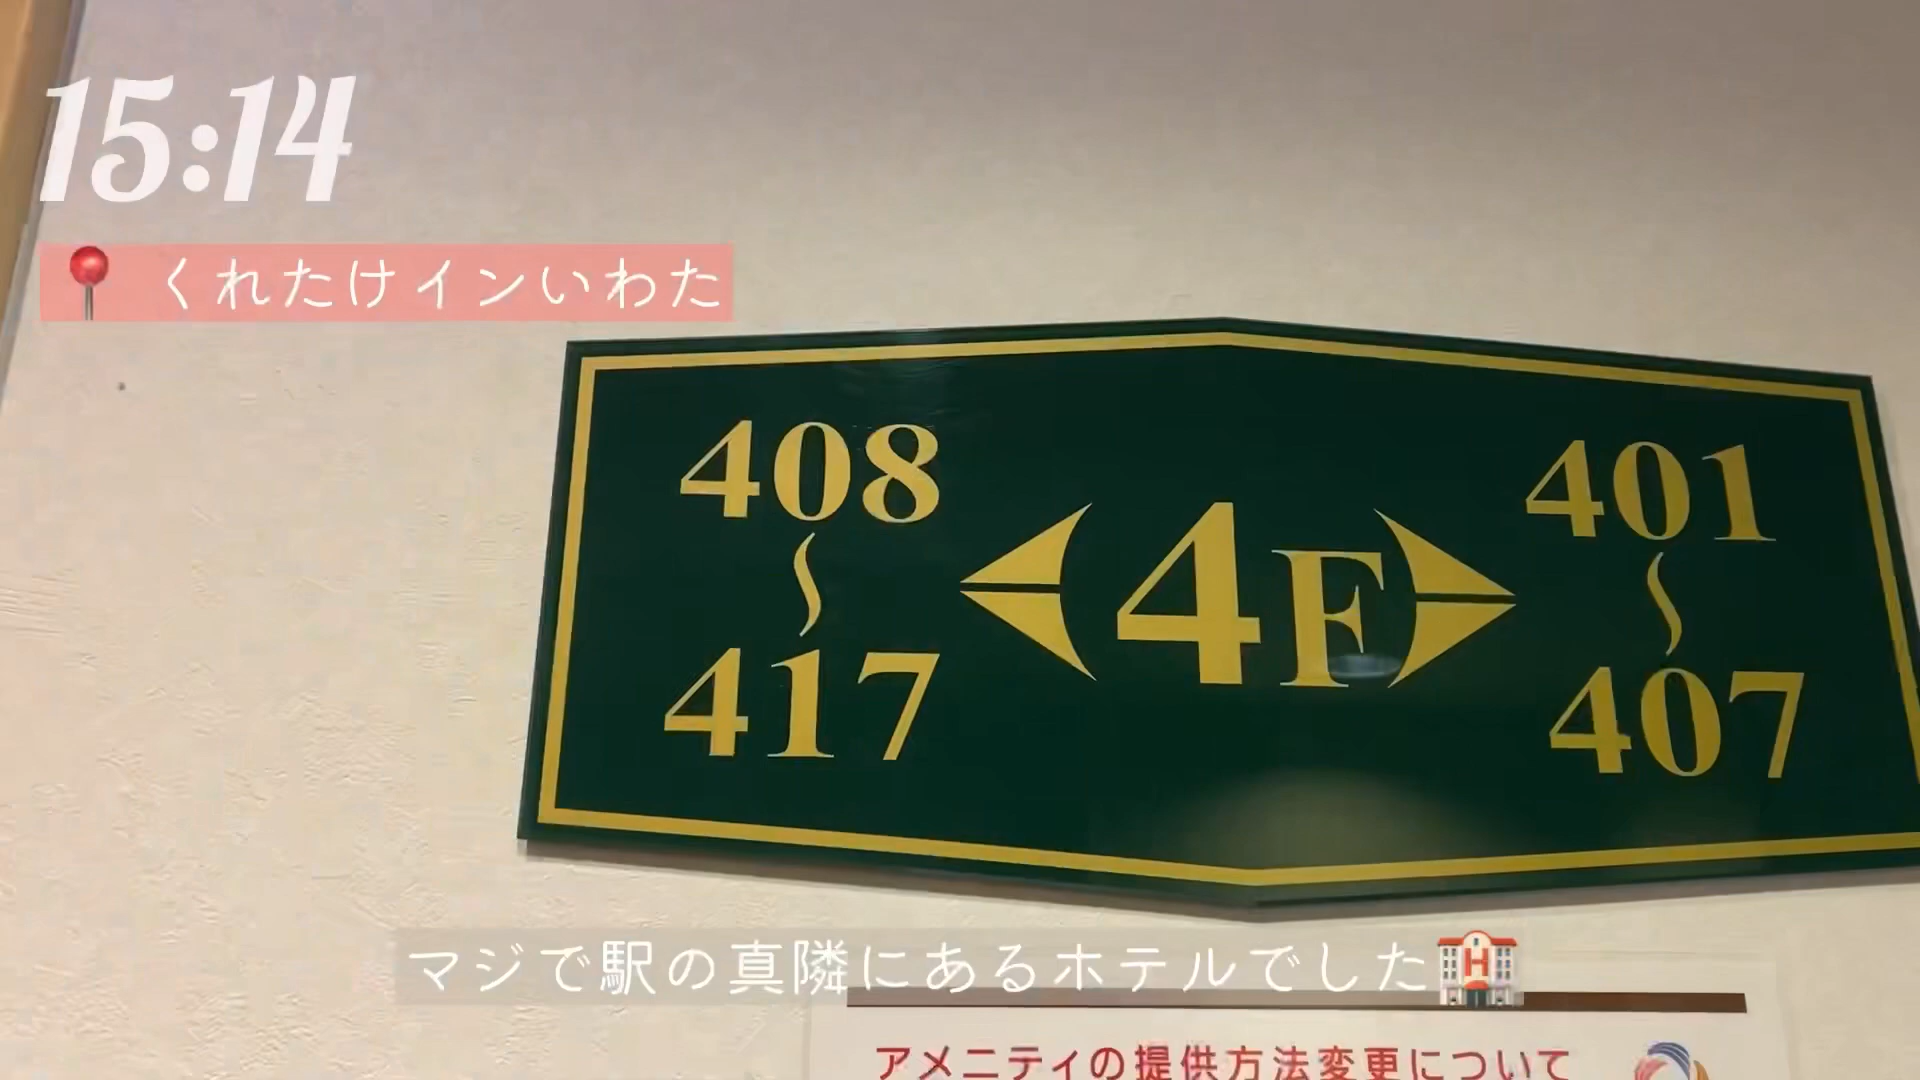 15:14
📍 くれたけインいわた
408
〜
417
4F
401
〜
407
マジで駅の真隣にあるホテルでした🏨
アメニティの提供方法変更について